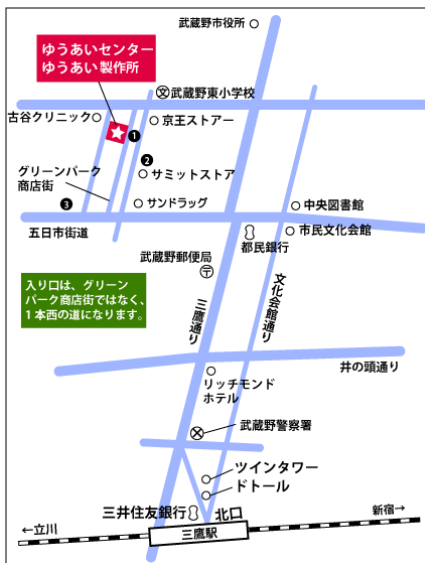 武蔵野市役所
ゆうあいセンター
ゆうあい製作所
武蔵野東小学校
古谷クリニック
京王ストアー
1
2
サミットストア
グリーンパーク
商店街
3
サンドラッグ
中央図書館
五日市街道
市民文化会館
都民銀行
武蔵野郵便局
入り口は、グリーン
パーク商店街ではなく、
1本西の道になります。
三鷹通り
文化会館通り
井の頭通り
リッチモンド
ホテル
武蔵野警察署
ツインタワー
ドトール
三井住友銀行
北口
新宿→
←立川
三鷹駅